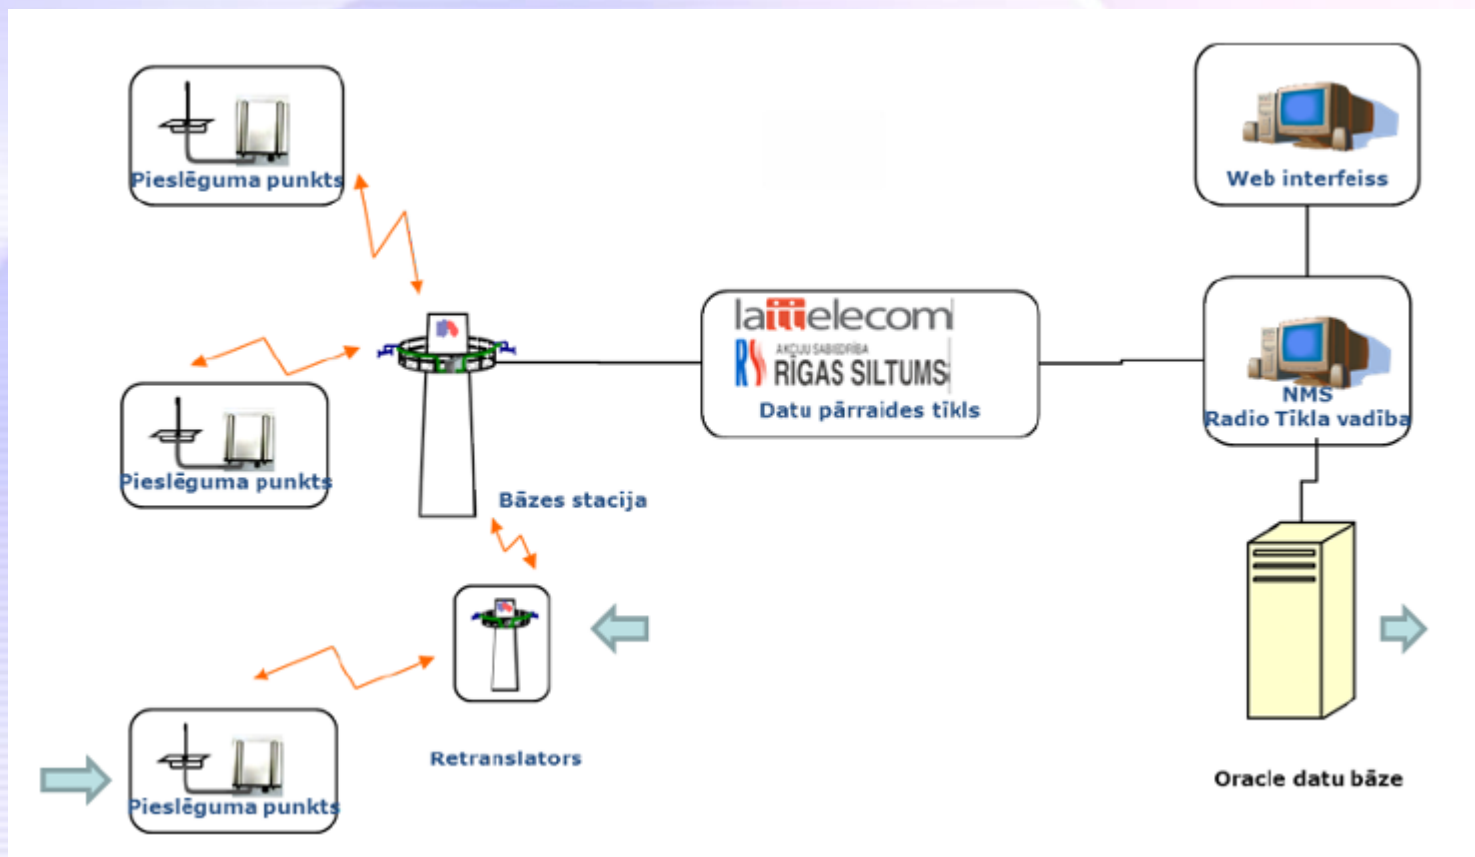 Pieslēguma punkts
Web interfeiss
lattelecom
AKCIJU SABIEDRĪBA
RS RĪGAS SILTUMS
Datu pārraides tīkls
NMS
Radio Tīkla vadība
Pieslēguma punkts
Bāzes stacija
Retranslators
Pieslēguma punkts
Oracle datu bāze